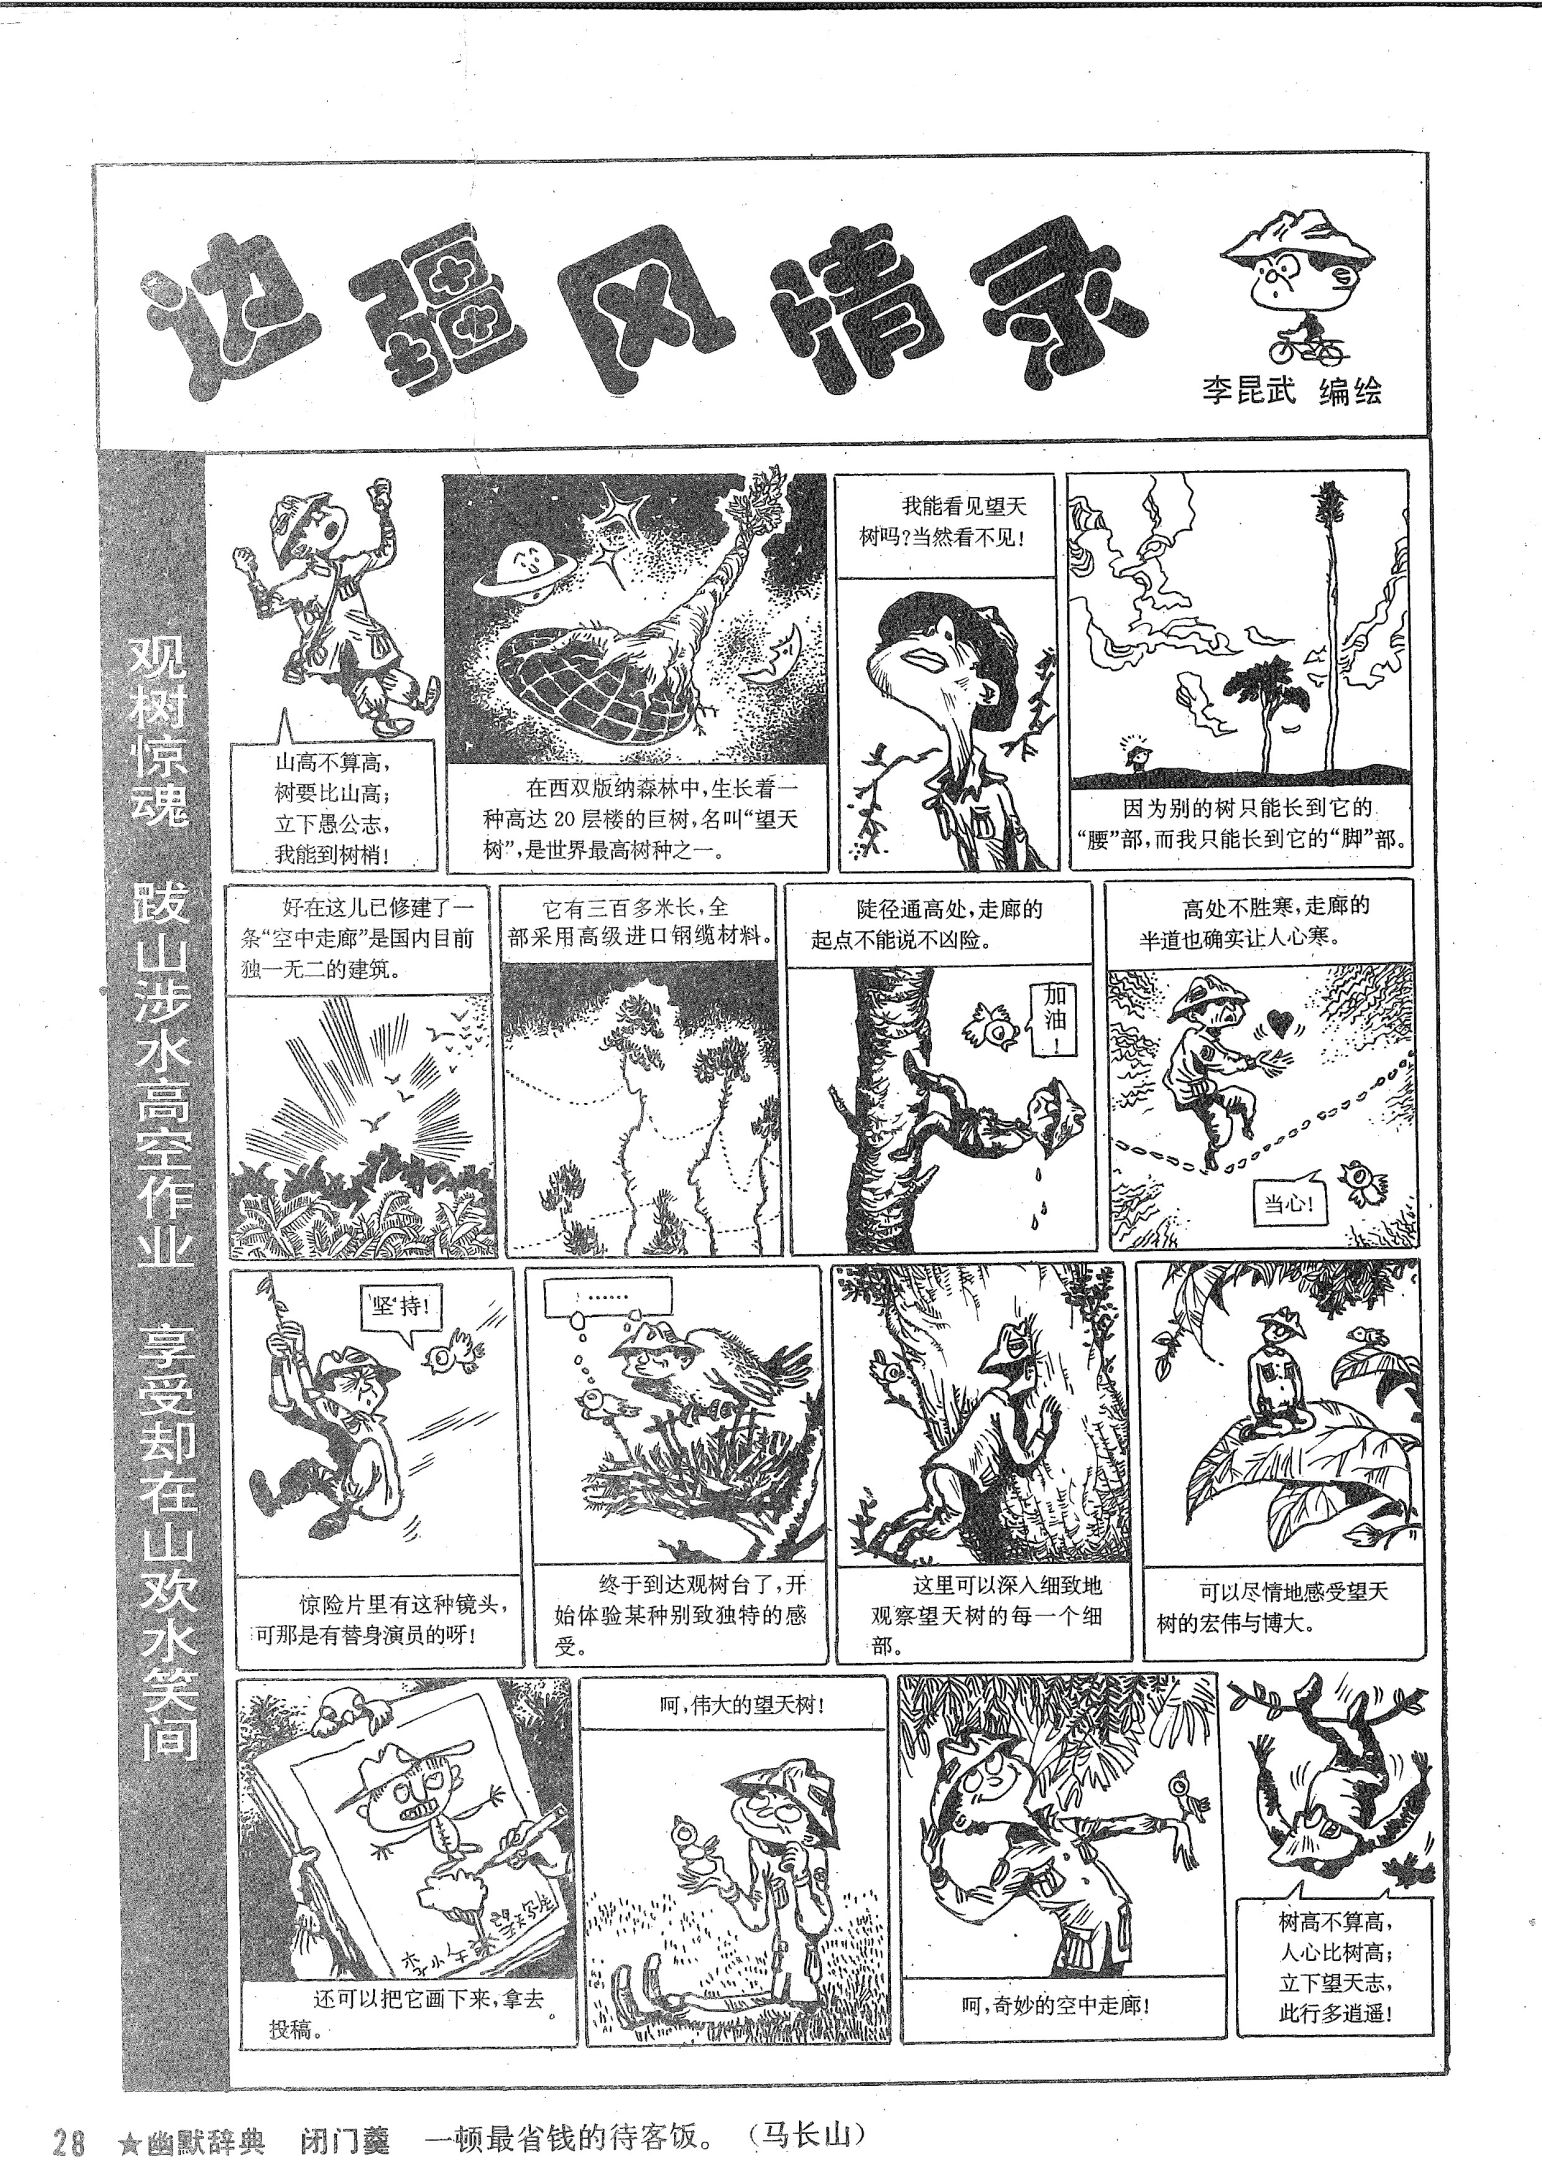 边疆风情录
李昆武 编绘
观树惊魂 跋山涉水高空作业 享受却在山欢水笑间
山高不算高，
树要比山高；
立下愚公志，
我能到树梢！
在西双版纳森林中，生长着一
种高达20层楼的巨树，名叫“望天
树”，是世界最高树种之一。
我能看见望天
树吗？当然看不见！
因为别的树只能长到它的
“腰”部，而我只能长到它的“脚”部。
好在这儿已修建了一
条“空中走廊”是国内目前
独一无二的建筑。
它有三百多米长，全
部采用高级进口钢缆材料。
陡径通高处，走廊的
起点不能说不凶险。
加油！
高处不胜寒，走廊的
半道也确实让人心寒。
当心！
坚持！
惊险片里有这种镜头，
可那是有替身演员的呀！
……
终于到达观树台了，开
始体验某种别致独特的感
受。
这里可以深入细致地
观察望天树的每一个细
部。
可以尽情地感受望天
树的宏伟与博大。
还可以把它画下来，拿去
投稿。
呵，伟大的望天树！
呵，奇妙的空中走廊！
树高不算高，
人心比树高；
立下望天志，
此行多逍遥！
28 ★幽默辞典 闭门羹 一顿最省钱的待客饭。（马长山）